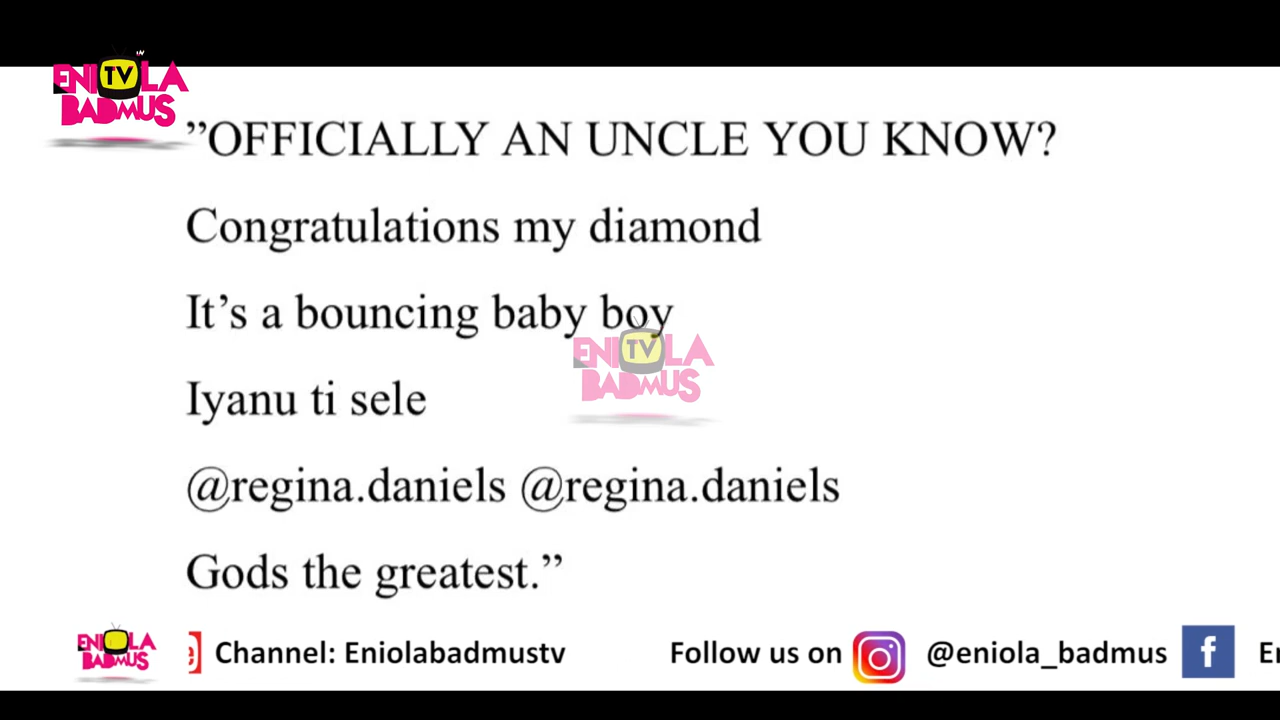 IN
ENIOLA TV
BADMUS
”OFFICIALLY AN UNCLE YOU KNOW?
Congratulations my diamond
It’s a bouncing baby boy
ENIOLA TV
BADMUS
Iyanu ti sele
@regina.daniels @regina.daniels
Gods the greatest.”
ENIOLA
BADMUS
e Channel: Eniolabadmustv Follow us on @eniola_badmus f